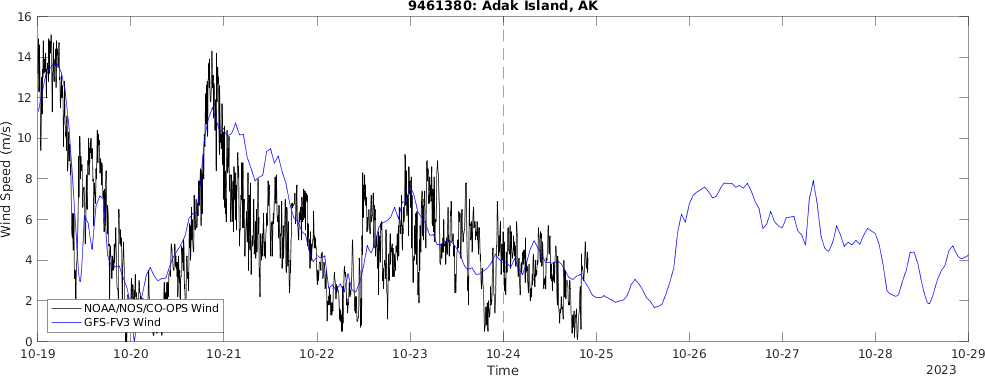 9461380: Adak Island, AK
Wind Speed (m/s)
16
14
12
10
8
6
4
2
0
NOAA/NOS/CO-OPS Wind
GFS-FV3 Wind
10-19 10-20 10-21 10-22 10-23 10-24 10-25 10-26 10-27 10-28 10-29
Time
2023